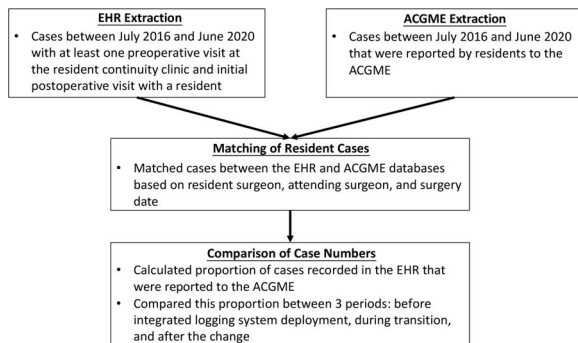 EHR Extraction
• Cases between July 2016 and June 2020
with at least one preoperative visit at
the resident continuity clinic and initial
postoperative visit with a resident
ACGME Extraction
• Cases between July 2016 and June 2020
that were reported by residents to the
ACGME
Matching of Resident Cases
• Matched cases between the EHR and ACGME databases
based on resident surgeon, attending surgeon, and surgery
date
Comparison of Case Numbers
• Calculated proportion of cases recorded in the EHR that
were reported to the ACGME
• Compared this proportion between 3 periods: before
integrated logging system deployment, during transition,
and after the change